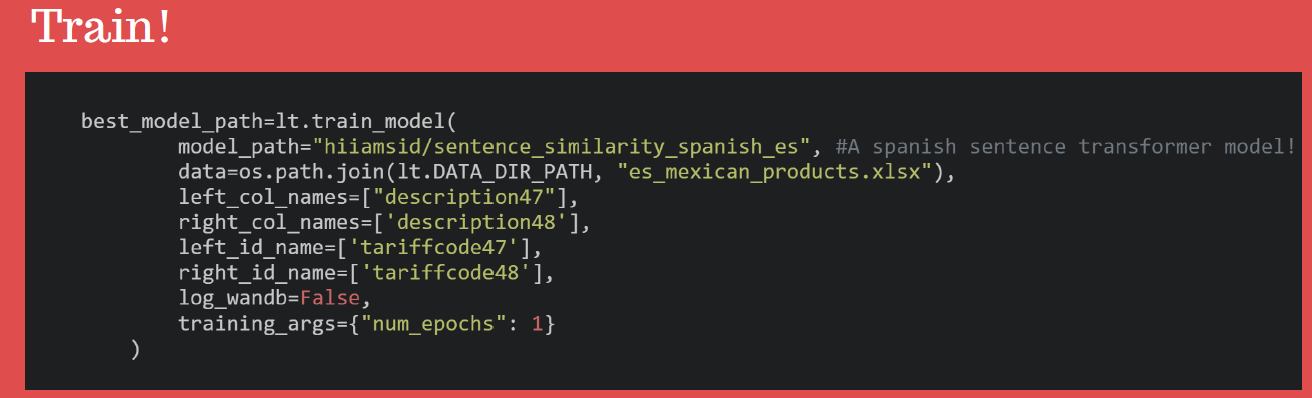 Train!
best_model_path=lt.train_model(
model_path="hiiamsid/sentence_similarity_spanish_es", #A spanish sentence transformer model!
data=os.path.join(lt.DATA_DIR_PATH, "es_mexican_products.xlsx"),
left_col_names=["description47"],
right_col_names=['description48'],
left_id_name=['tariffcode47'],
right_id_name=['tariffcode48'],
log_wandb=False,
training_args={"num_epochs": 1}
)